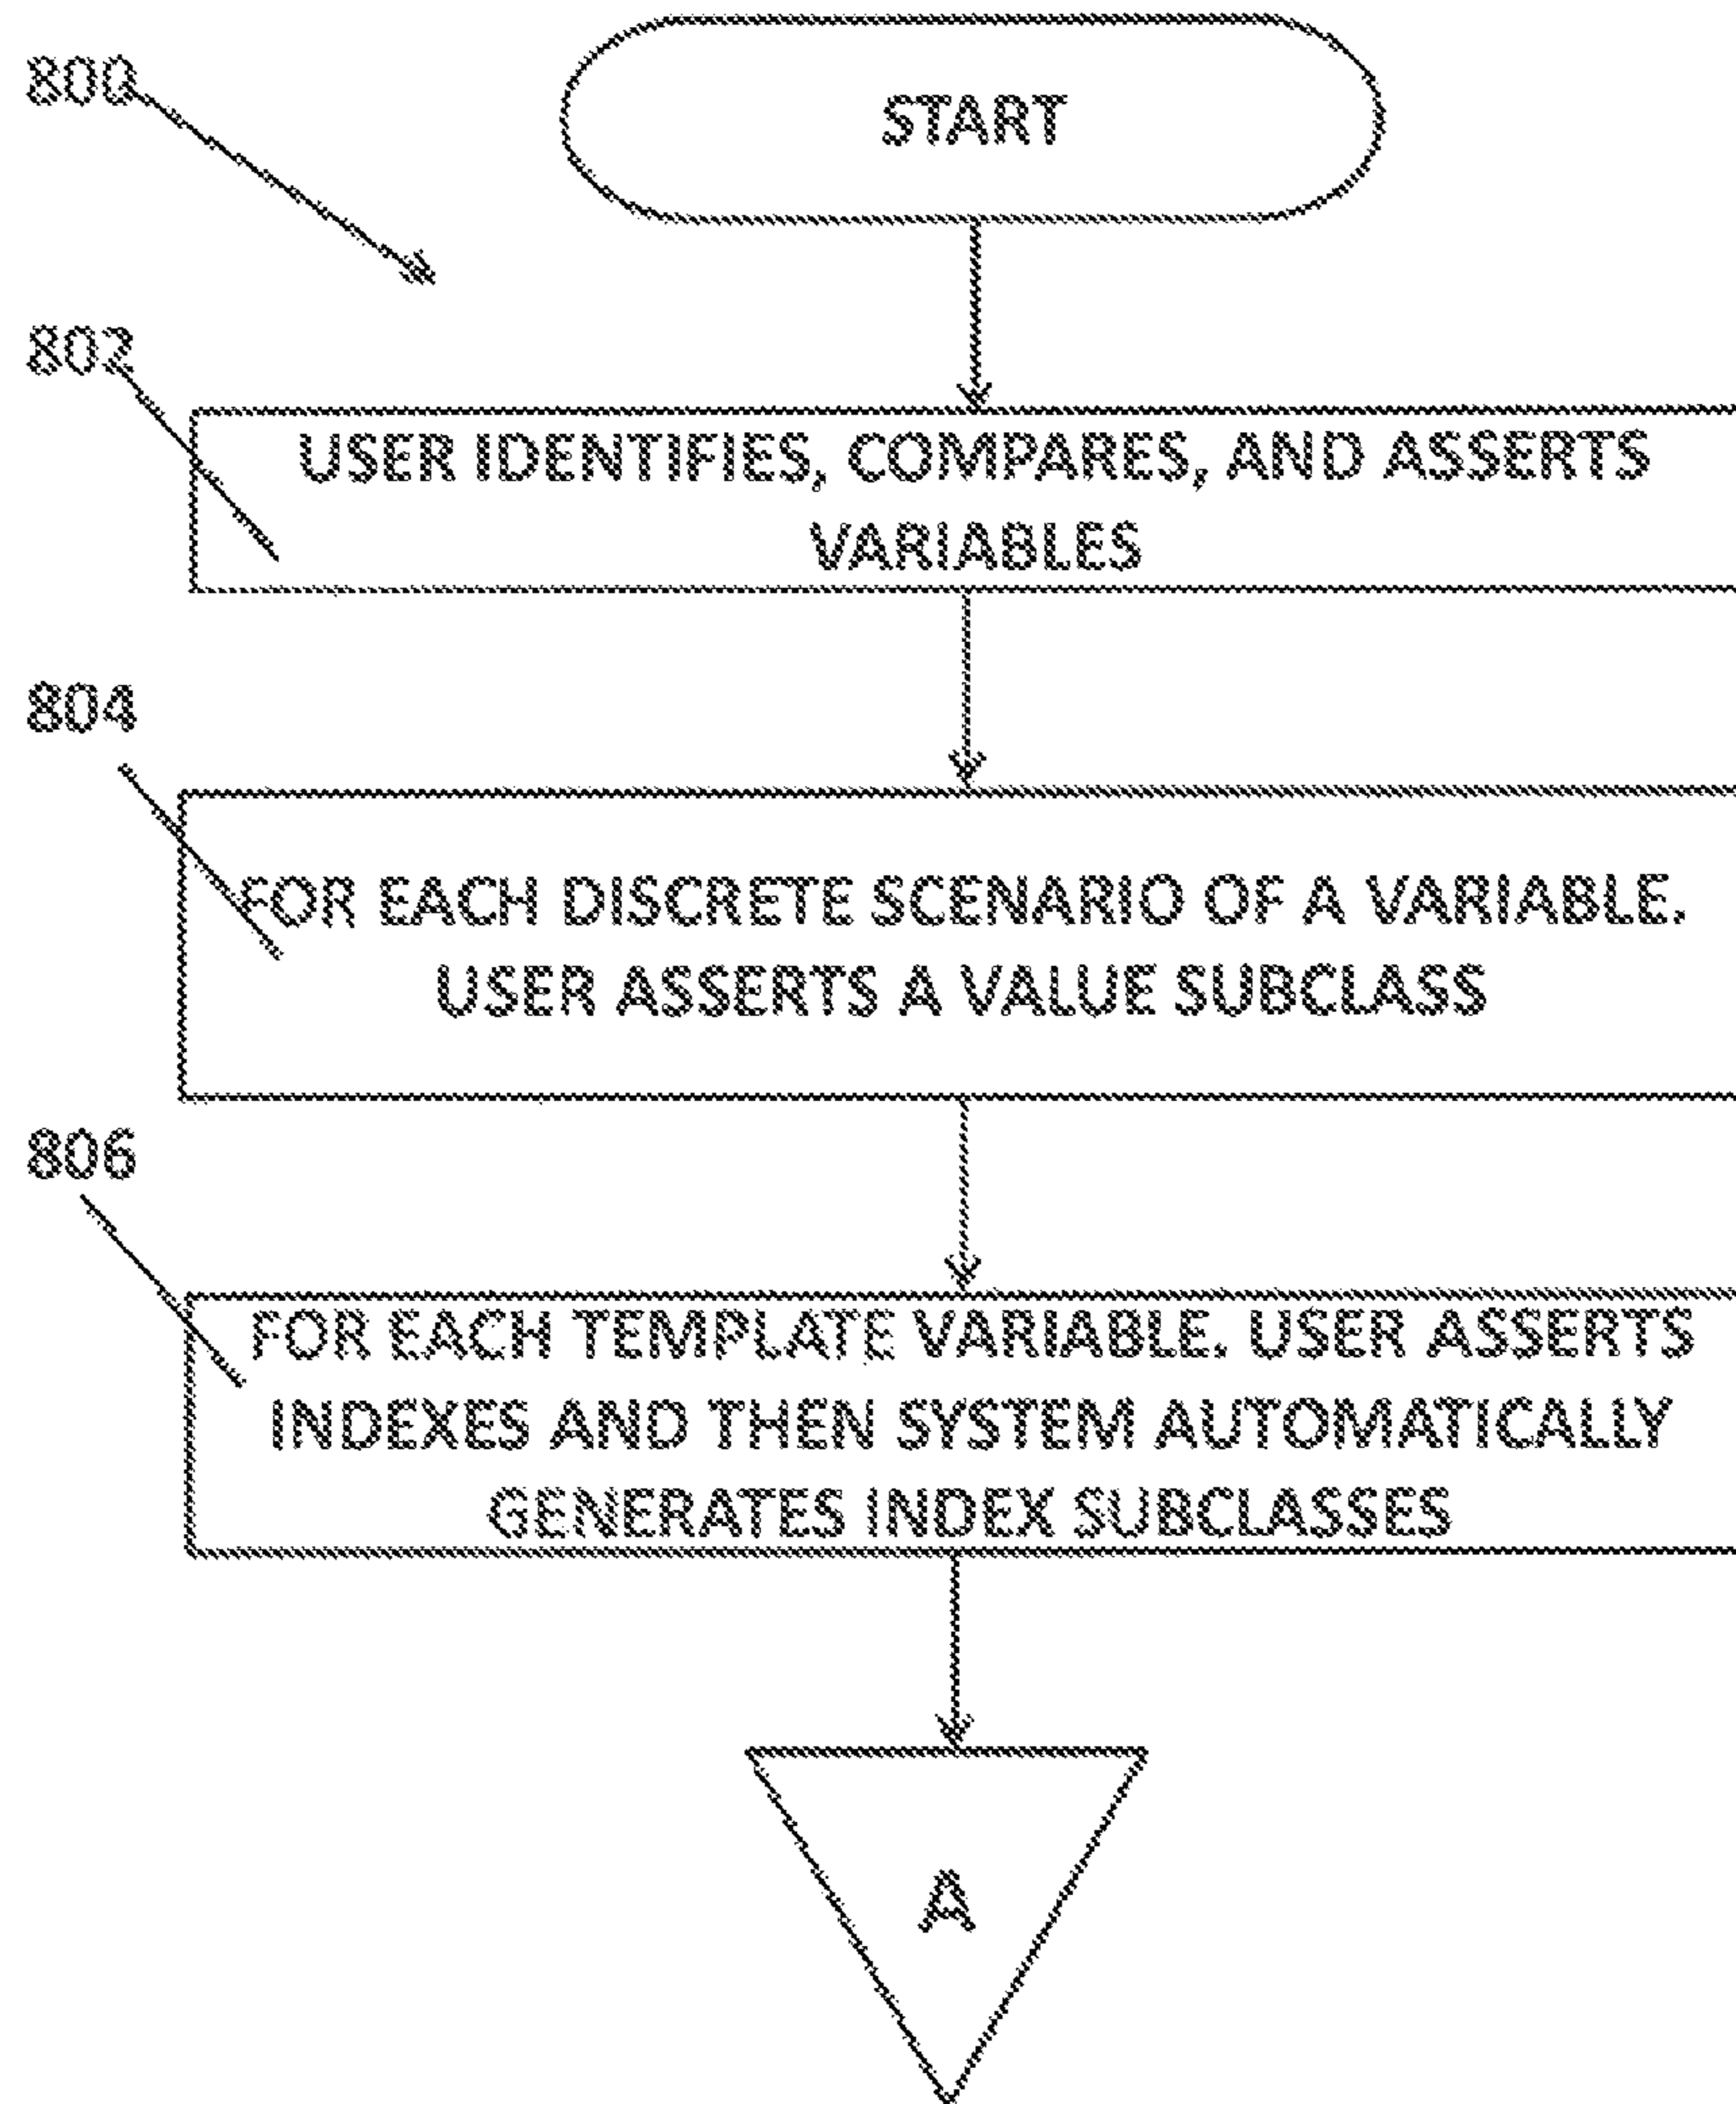 800
START
802
USER IDENTIFIES, COMPARES, AND ASSERTS
VARIABLES
804
FOR EACH DISCRETE SCENARIO OF A VARIABLE.
USER ASSERTS A VALUE SUBCLASS
806
FOR EACH TEMPLATE VARIABLE. USER ASSERTS
INDEXES AND THEN SYSTEM AUTOMATICALLY
GENERATES INDEX SUBCLASSES
A